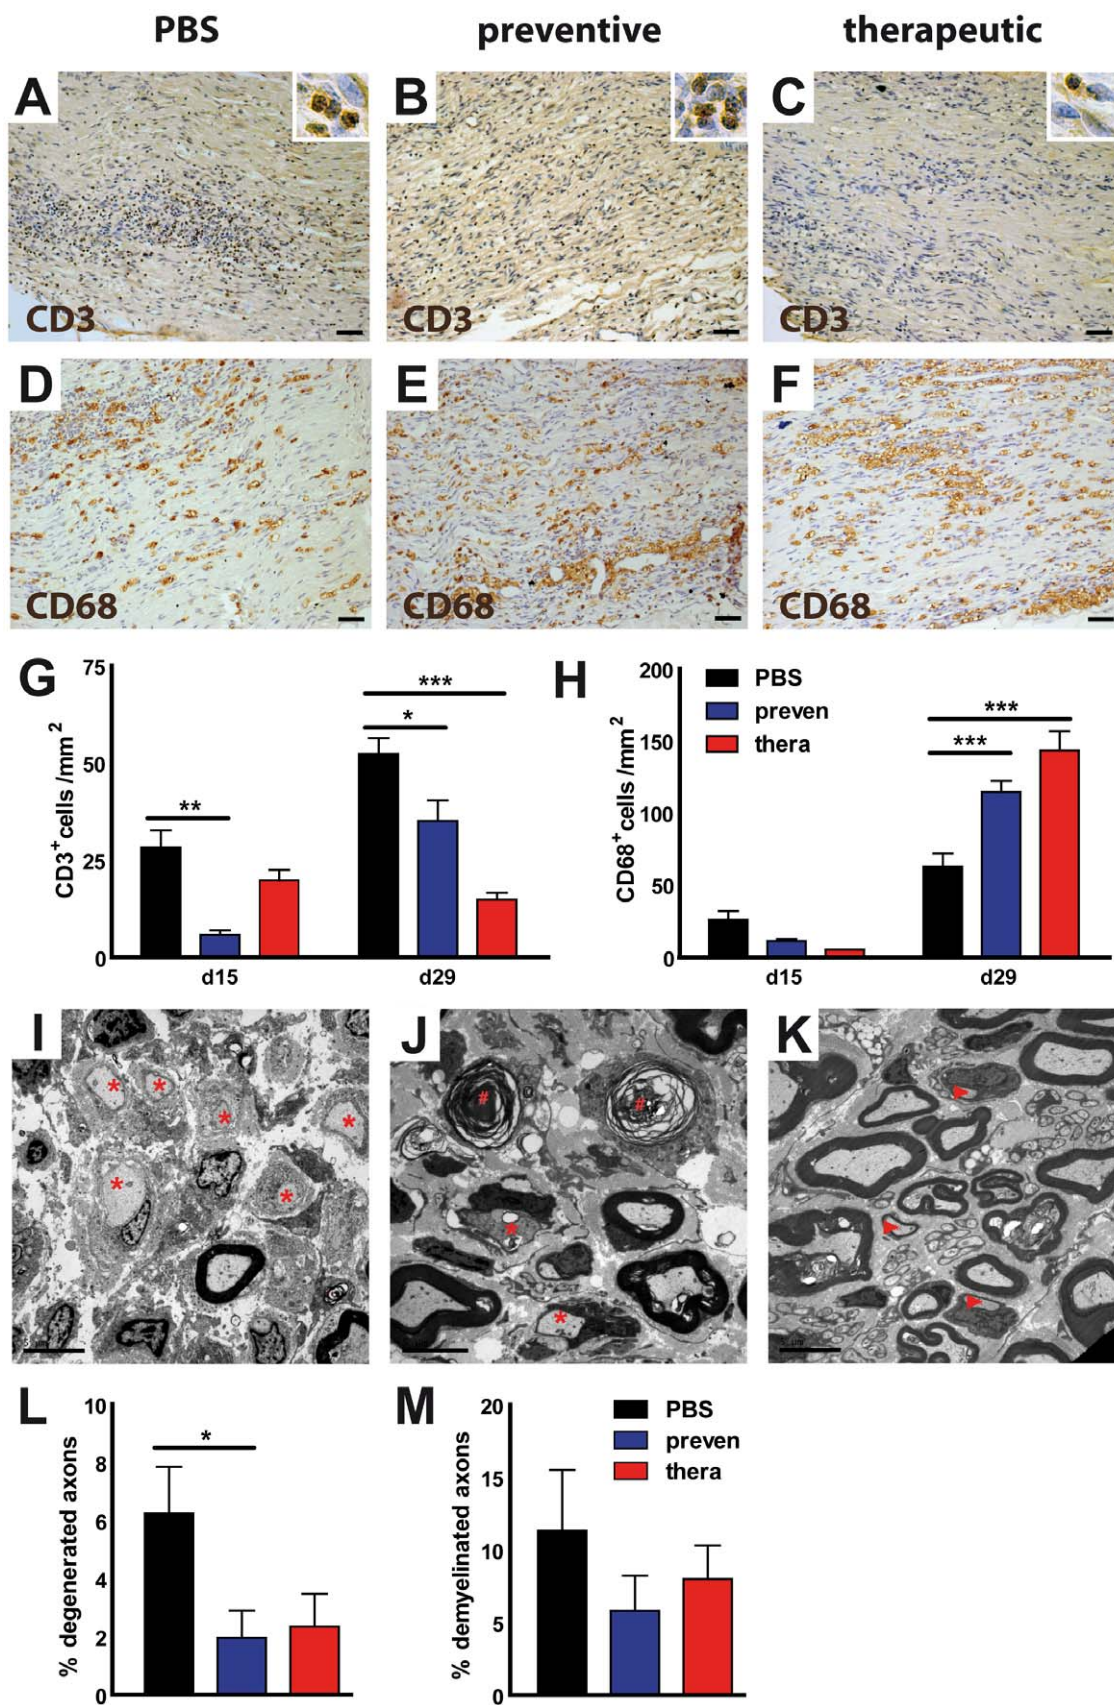 PBS preventive therapeutic
A B C
CD3 CD3 CD3
D E F
CD68 CD68 CD68
G
CD3⁺cells /mm²
75
50
25
0
**
***
*
d15 d29
H
CD68⁺cells /mm²
200
150
100
50
0
PBS
preven
thera
***
***
d15 d29
I J K
* * * * * *
# #
* *
L
% degenerated axons
10
8
6
4
2
0
*
M
% demyelinated axons
20
15
10
5
0
PBS
preven
thera